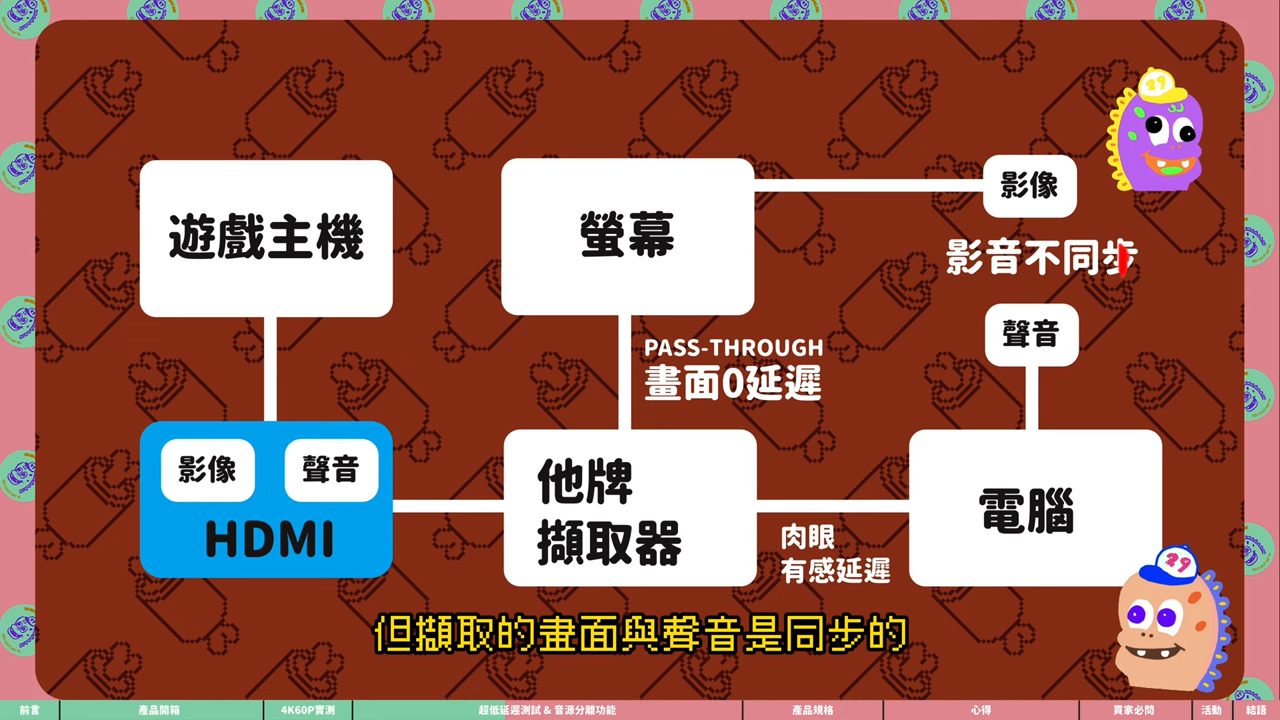 29
遊戲主機
螢幕
影像
影音不同步
聲音
PASS-THROUGH
畫面0延遲
影像
聲音
HDMI
他牌
擷取器
肉眼
有感延遲
電腦
29
但擷取的畫面與聲音是同步的
前言
產品開箱
4K60P實測
超低延遲測試 & 音源分離功能
產品規格
心得
買家必問
活動
結語